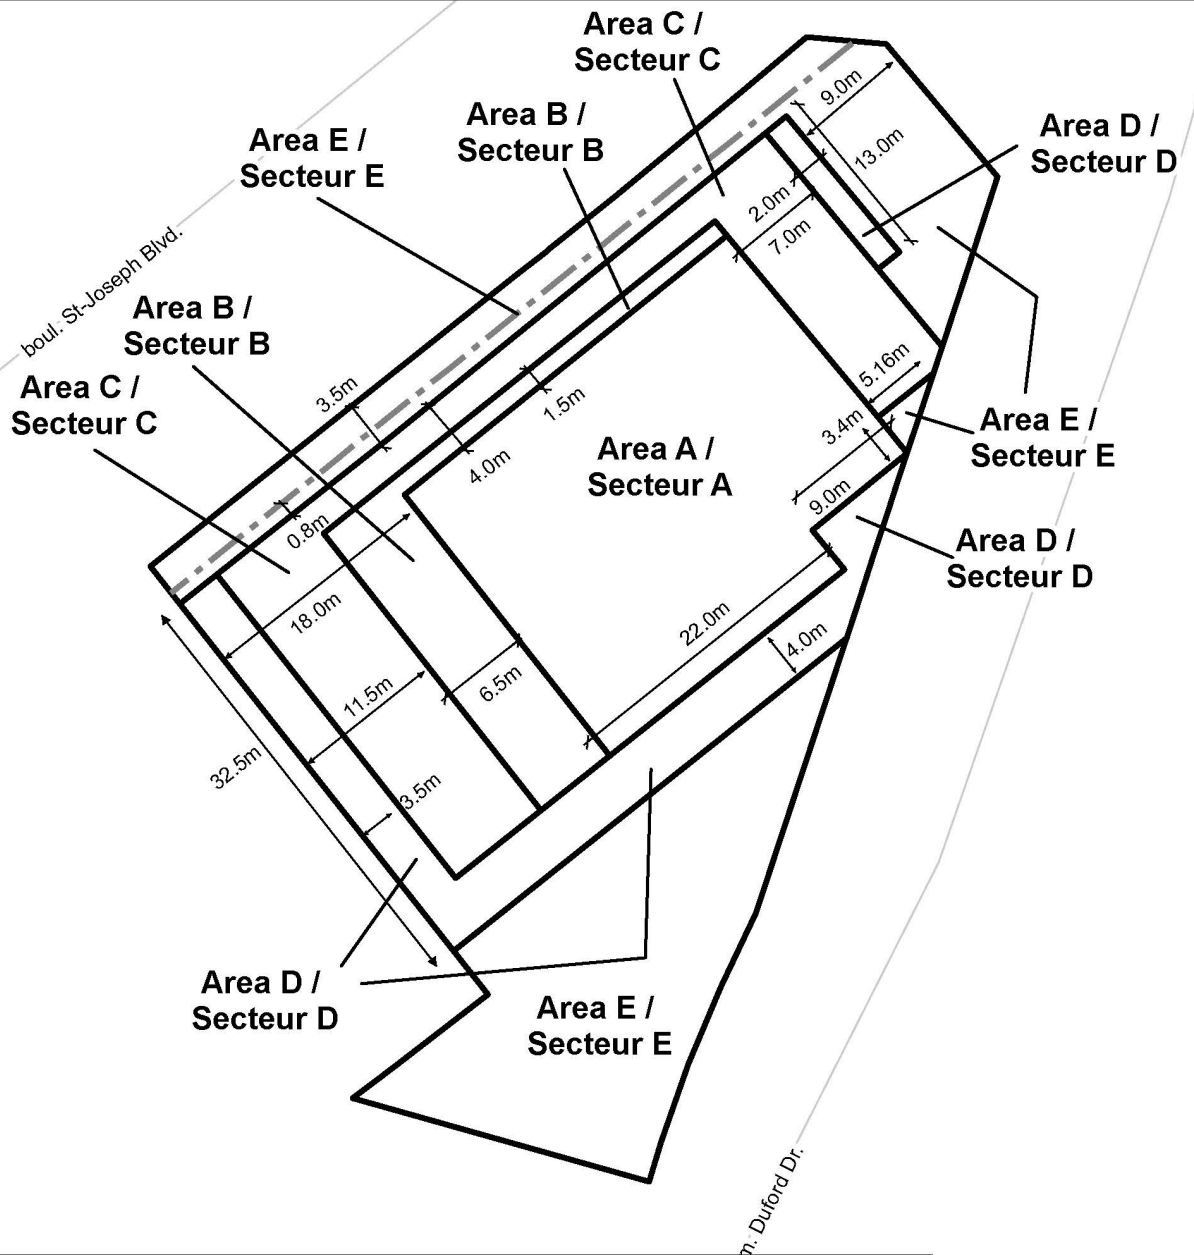 Area C /
Secteur C
Area B /
Secteur B
Area E /
Secteur E
Area D /
Secteur D
9.0m
13.0m
2.0m
7.0m
boul. St-Joseph Blvd.
Area B /
Secteur B
Area C /
Secteur C
3.5m
1.5m
4.0m
0.8m
5.16m
3.4m
9.0m
Area A /
Secteur A
Area E /
Secteur E
Area D /
Secteur D
18.0m
22.0m
4.0m
11.5m
6.5m
32.5m
3.5m
Area D /
Secteur D
Area E /
Secteur E
m. Duford Dr.